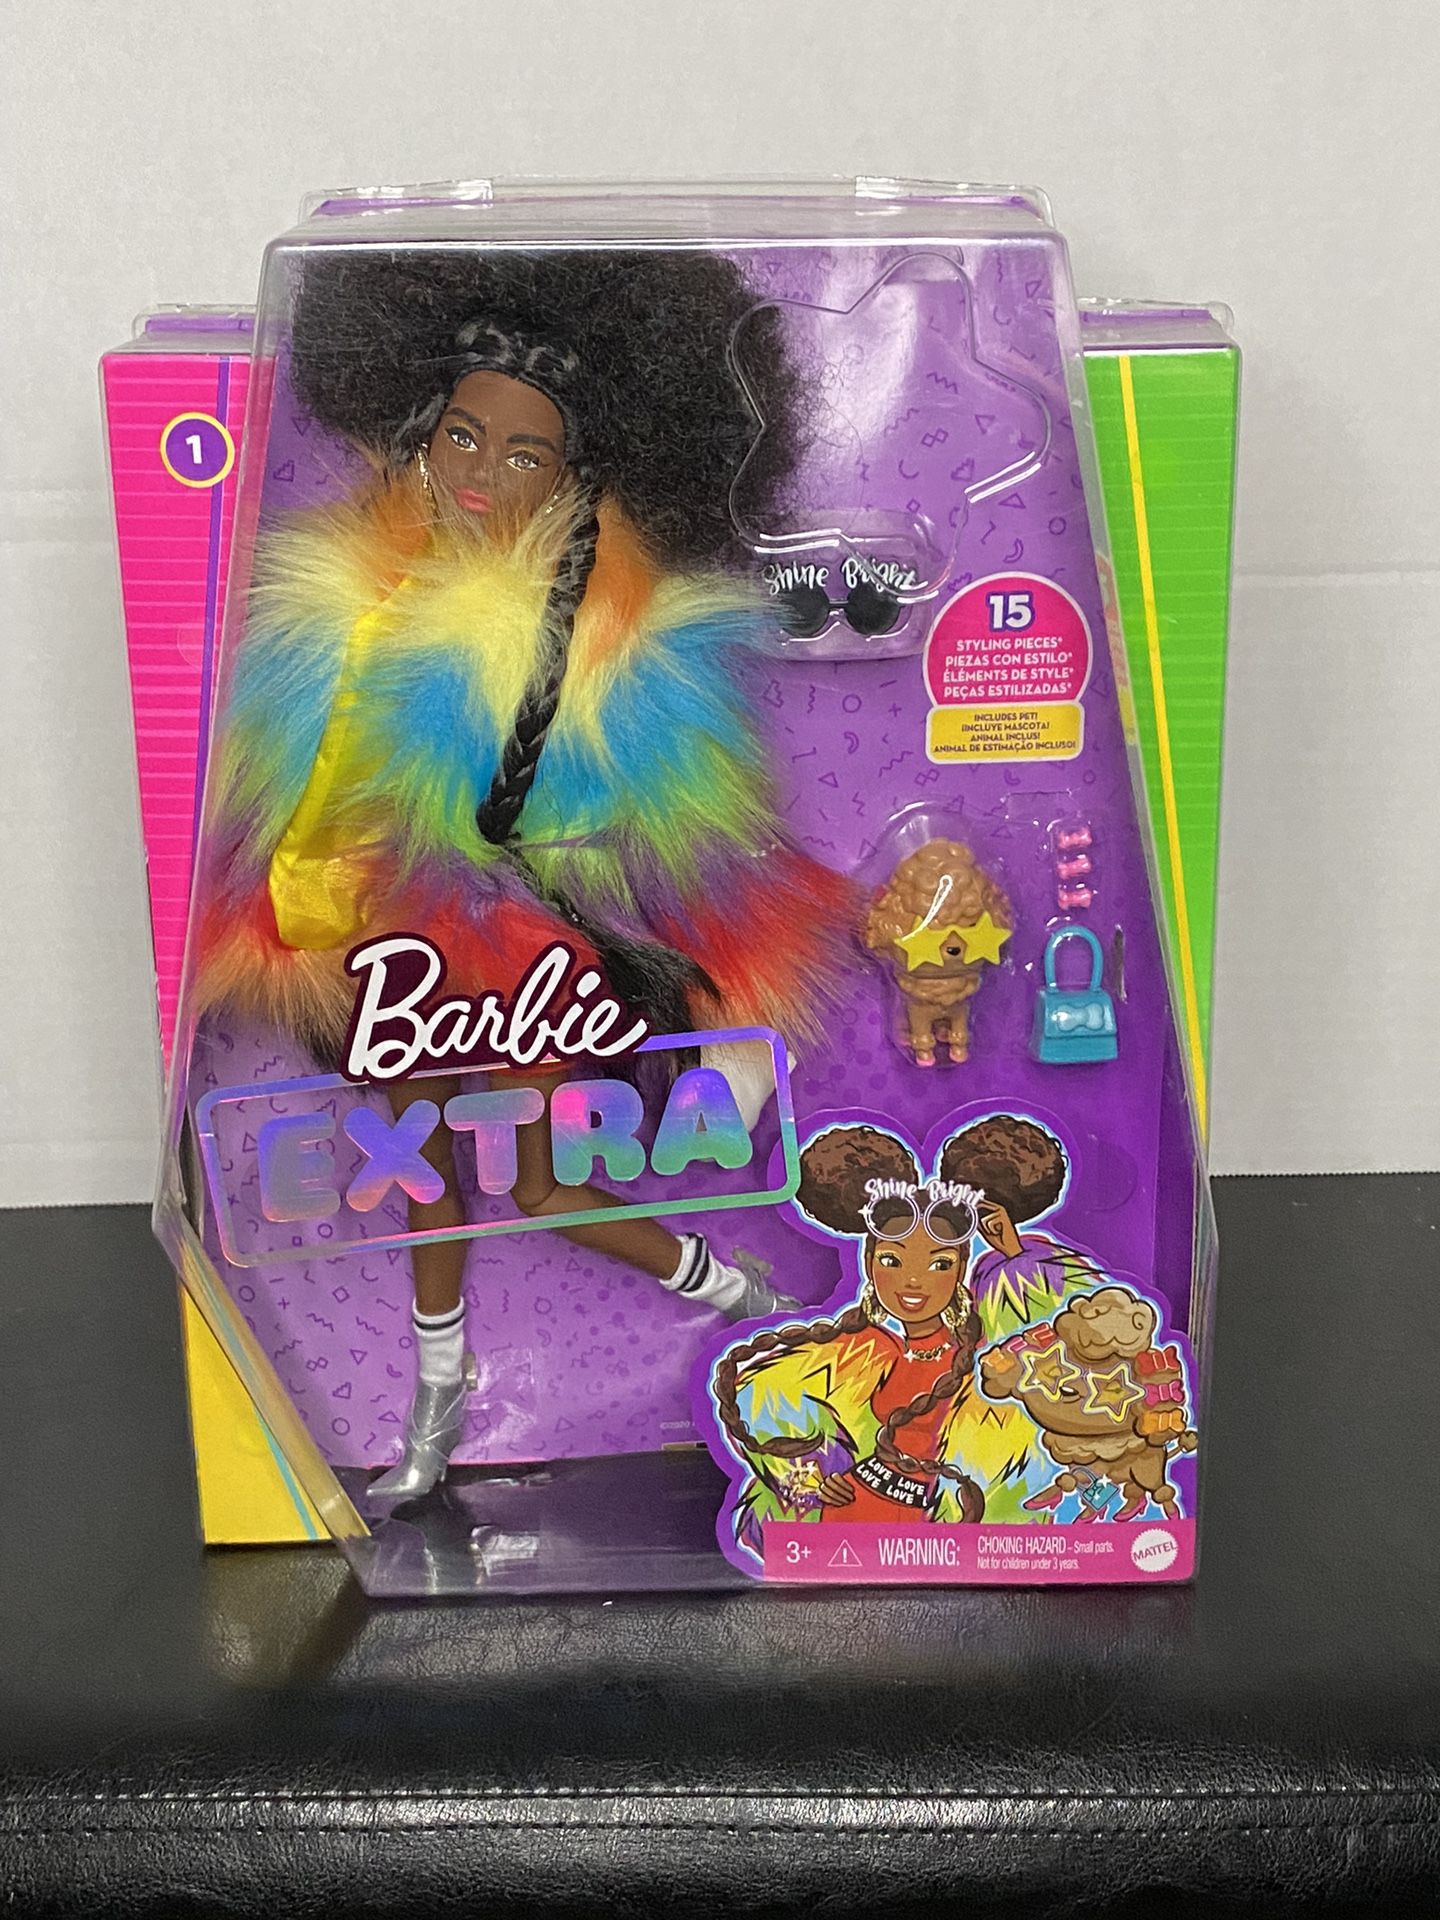 1
Shine Bright
15
STYLING PIECES*
PIEZAS CON ESTILO*
ÉLÉMENTS DE STYLE*
PEÇAS ESTILIZADAS*
INCLUDES PET!
¡INCLUYE MASCOTA!
ANIMAL INCLUS!
ANIMAL DE ESTIMAÇÃO INCLUSO!
Barbie
EXTRA
Shine Bright
LOVE LOVE
LOVE LOVE
3+ WARNING: CHOKING HAZARD – Small parts.
Not for children under 3 years.
MATTEL